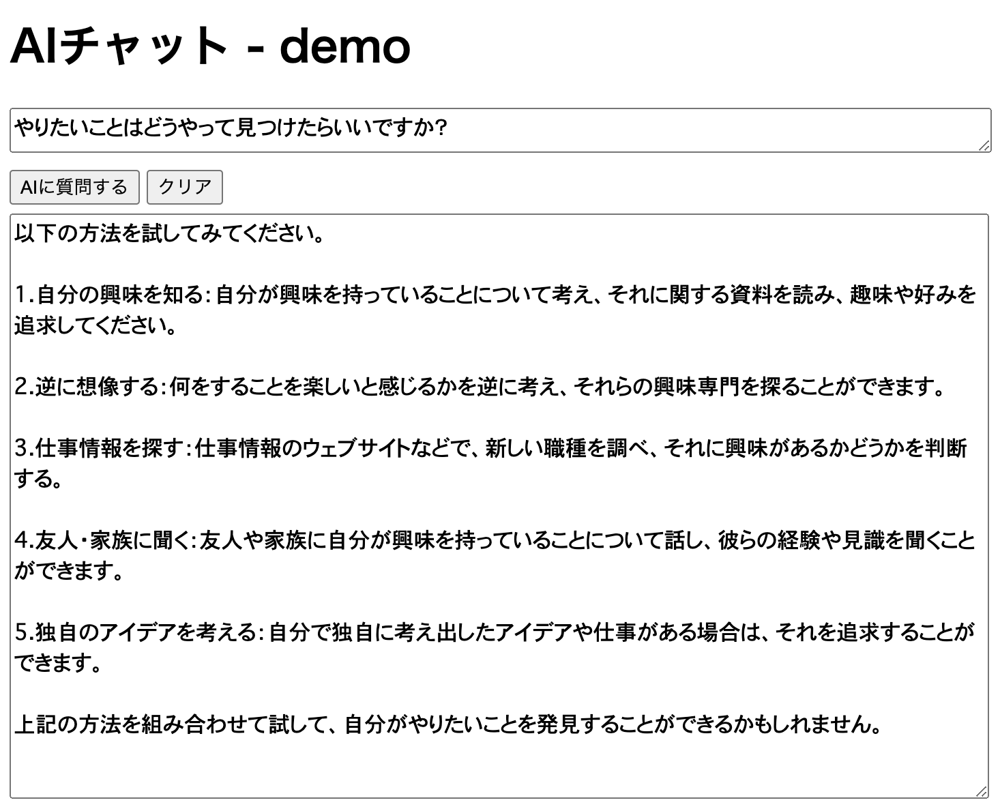 AIチャット - demo
やりたいことはどうやって見つけたらいいですか?
AIに質問する クリア
以下の方法を試してみてください。
1.自分の興味を知る：自分が興味を持っていることについて考え、それに関する資料を読み、趣味や好みを
追求してください。
2.逆に想像する：何をすることを楽しいと感じるかを逆に考え、それらの興味専門を探ることができます。
3.仕事情報を探す：仕事情報のウェブサイトなどで、新しい職種を調べ、それに興味があるかどうかを判断
する。
4.友人・家族に聞く：友人や家族に自分が興味を持っていることについて話し、彼らの経験や見識を聞くこと
ができます。
5.独自のアイデアを考える：自分で独自に考え出したアイデアや仕事がある場合は、それを追求することが
できます。
上記の方法を組み合わせて試して、自分がやりたいことを発見することができるかもしれません。